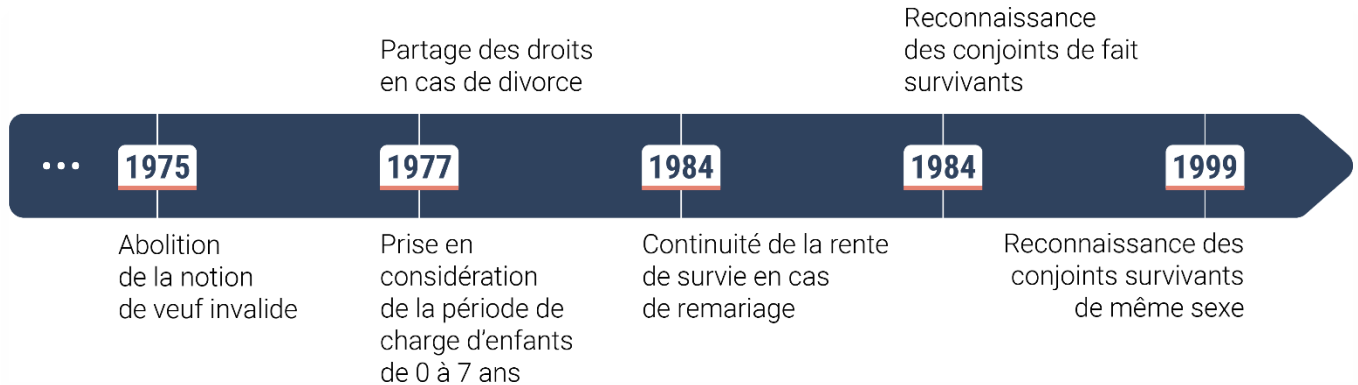 Partage des droits
en cas de divorce
Reconnaissance
des conjoints de fait
survivants
...
1975
1977
1984
1984
1999
Abolition
de la notion
de veuf invalide
Prise en
considération
de la période de
charge d’enfants
de 0 à 7 ans
Continuité de la rente
de survie en cas
de remariage
Reconnaissance des
conjoints survivants
de même sexe